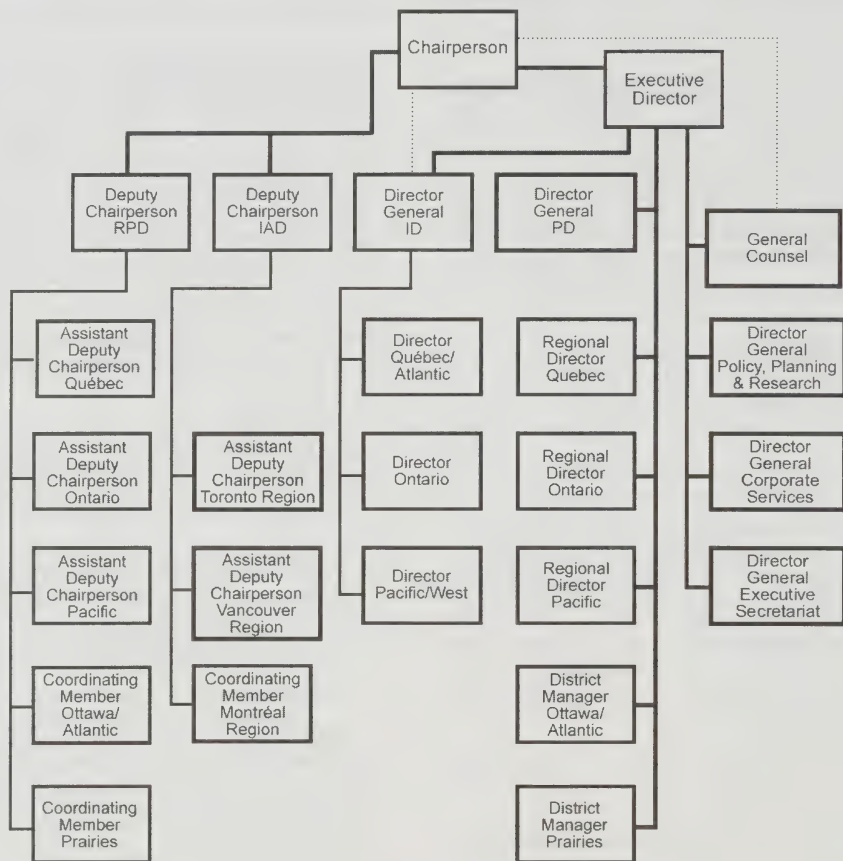 Chairperson
Executive
Director
Deputy
Chairperson
RPD
Deputy
Chairperson
IAD
Director
General
ID
Director
General
PD
General
Counsel
Assistant
Deputy
Chairperson
Québec
Assistant
Deputy
Chairperson
Ontario
Assistant
Deputy
Chairperson
Pacific
Coordinating
Member
Ottawa/
Atlantic
Coordinating
Member
Prairies
Assistant
Deputy
Chairperson
Toronto Region
Assistant
Deputy
Chairperson
Vancouver
Region
Coordinating
Member
Montréal
Region
Director
Québec/
Atlantic
Director
Ontario
Director
Pacific/West
Regional
Director
Quebec
Regional
Director
Ontario
Regional
Director
Pacific
District
Manager
Ottawa/
Atlantic
District
Manager
Prairies
Director
General
Policy, Planning
& Research
Director
General
Corporate
Services
Director
General
Executive
Secretariat